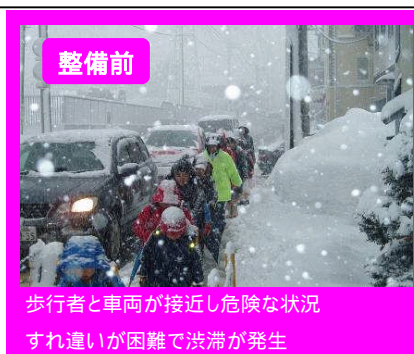 整備前
歩行者と車両が接近し危険な状況
すれ違いが困難で渋滞が発生